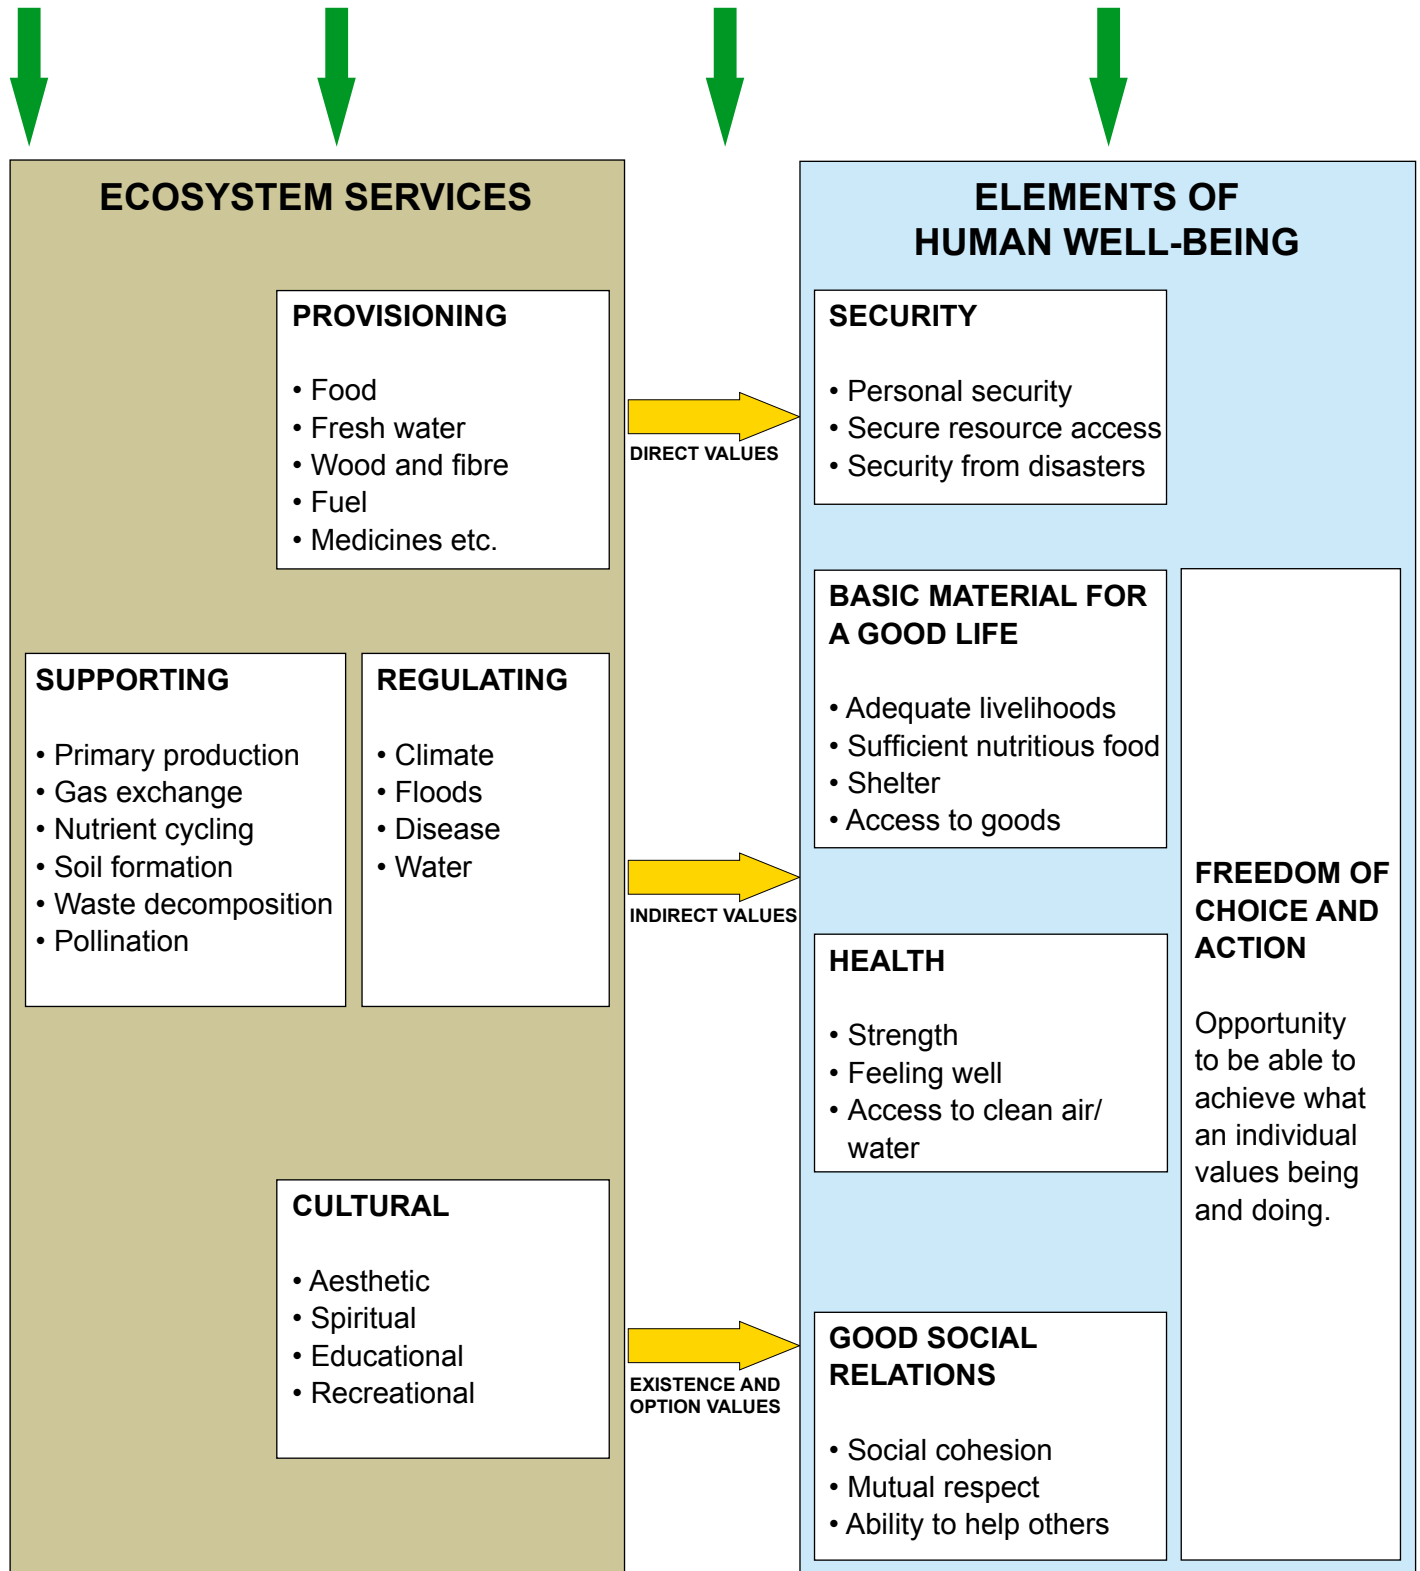 ECOSYSTEM SERVICES
PROVISIONING
• Food
• Fresh water
• Wood and fibre
• Fuel
• Medicines etc.
SUPPORTING
• Primary production
• Gas exchange
• Nutrient cycling
• Soil formation
• Waste decomposition
• Pollination
REGULATING
• Climate
• Floods
• Disease
• Water
CULTURAL
• Aesthetic
• Spiritual
• Educational
• Recreational
DIRECT VALUES
INDIRECT VALUES
EXISTENCE AND
OPTION VALUES
ELEMENTS OF
HUMAN WELL-BEING
SECURITY
• Personal security
• Secure resource access
• Security from disasters
BASIC MATERIAL FOR
A GOOD LIFE
• Adequate livelihoods
• Sufficient nutritious food
• Shelter
• Access to goods
HEALTH
• Strength
• Feeling well
• Access to clean air/
water
GOOD SOCIAL
RELATIONS
• Social cohesion
• Mutual respect
• Ability to help others
FREEDOM OF
CHOICE AND
ACTION
Opportunity
to be able to
achieve what
an individual
values being
and doing.